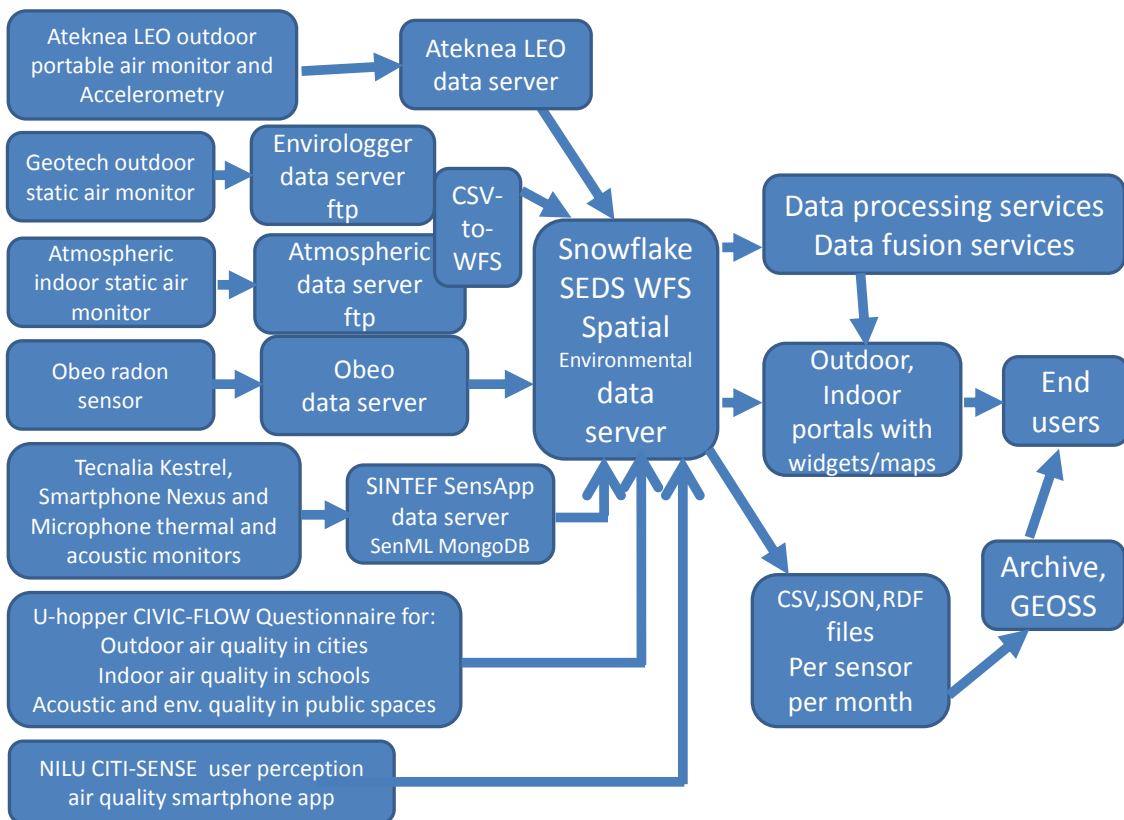 Ateknea LEO outdoor
portable air monitor and
Accelerometry
Ateknea LEO
data server
Geotech outdoor
static air monitor
Envirologger
data server
ftp
CSV-
to-
WFS
Atmospheric
indoor static air
monitor
Atmospheric
data server
ftp
Obeo radon
sensor
Obeo
data server
Tecnalia Kestrel,
Smartphone Nexus and
Microphone thermal and
acoustic monitors
SINTEF SensApp
data server
SenML MongoDB
U-hopper CIVIC-FLOW Questionnaire for:
Outdoor air quality in cities
Indoor air quality in schools
Acoustic and env. quality in public spaces
NILU CITI-SENSE user perception
air quality smartphone app
Snowflake
SEDS WFS
Spatial
Environmental
data
server
Data processing services
Data fusion services
Outdoor,
Indoor
portals with
widgets/maps
End
users
CSV,JSON,RDF
files
Per sensor
per month
Archive,
GEOSS